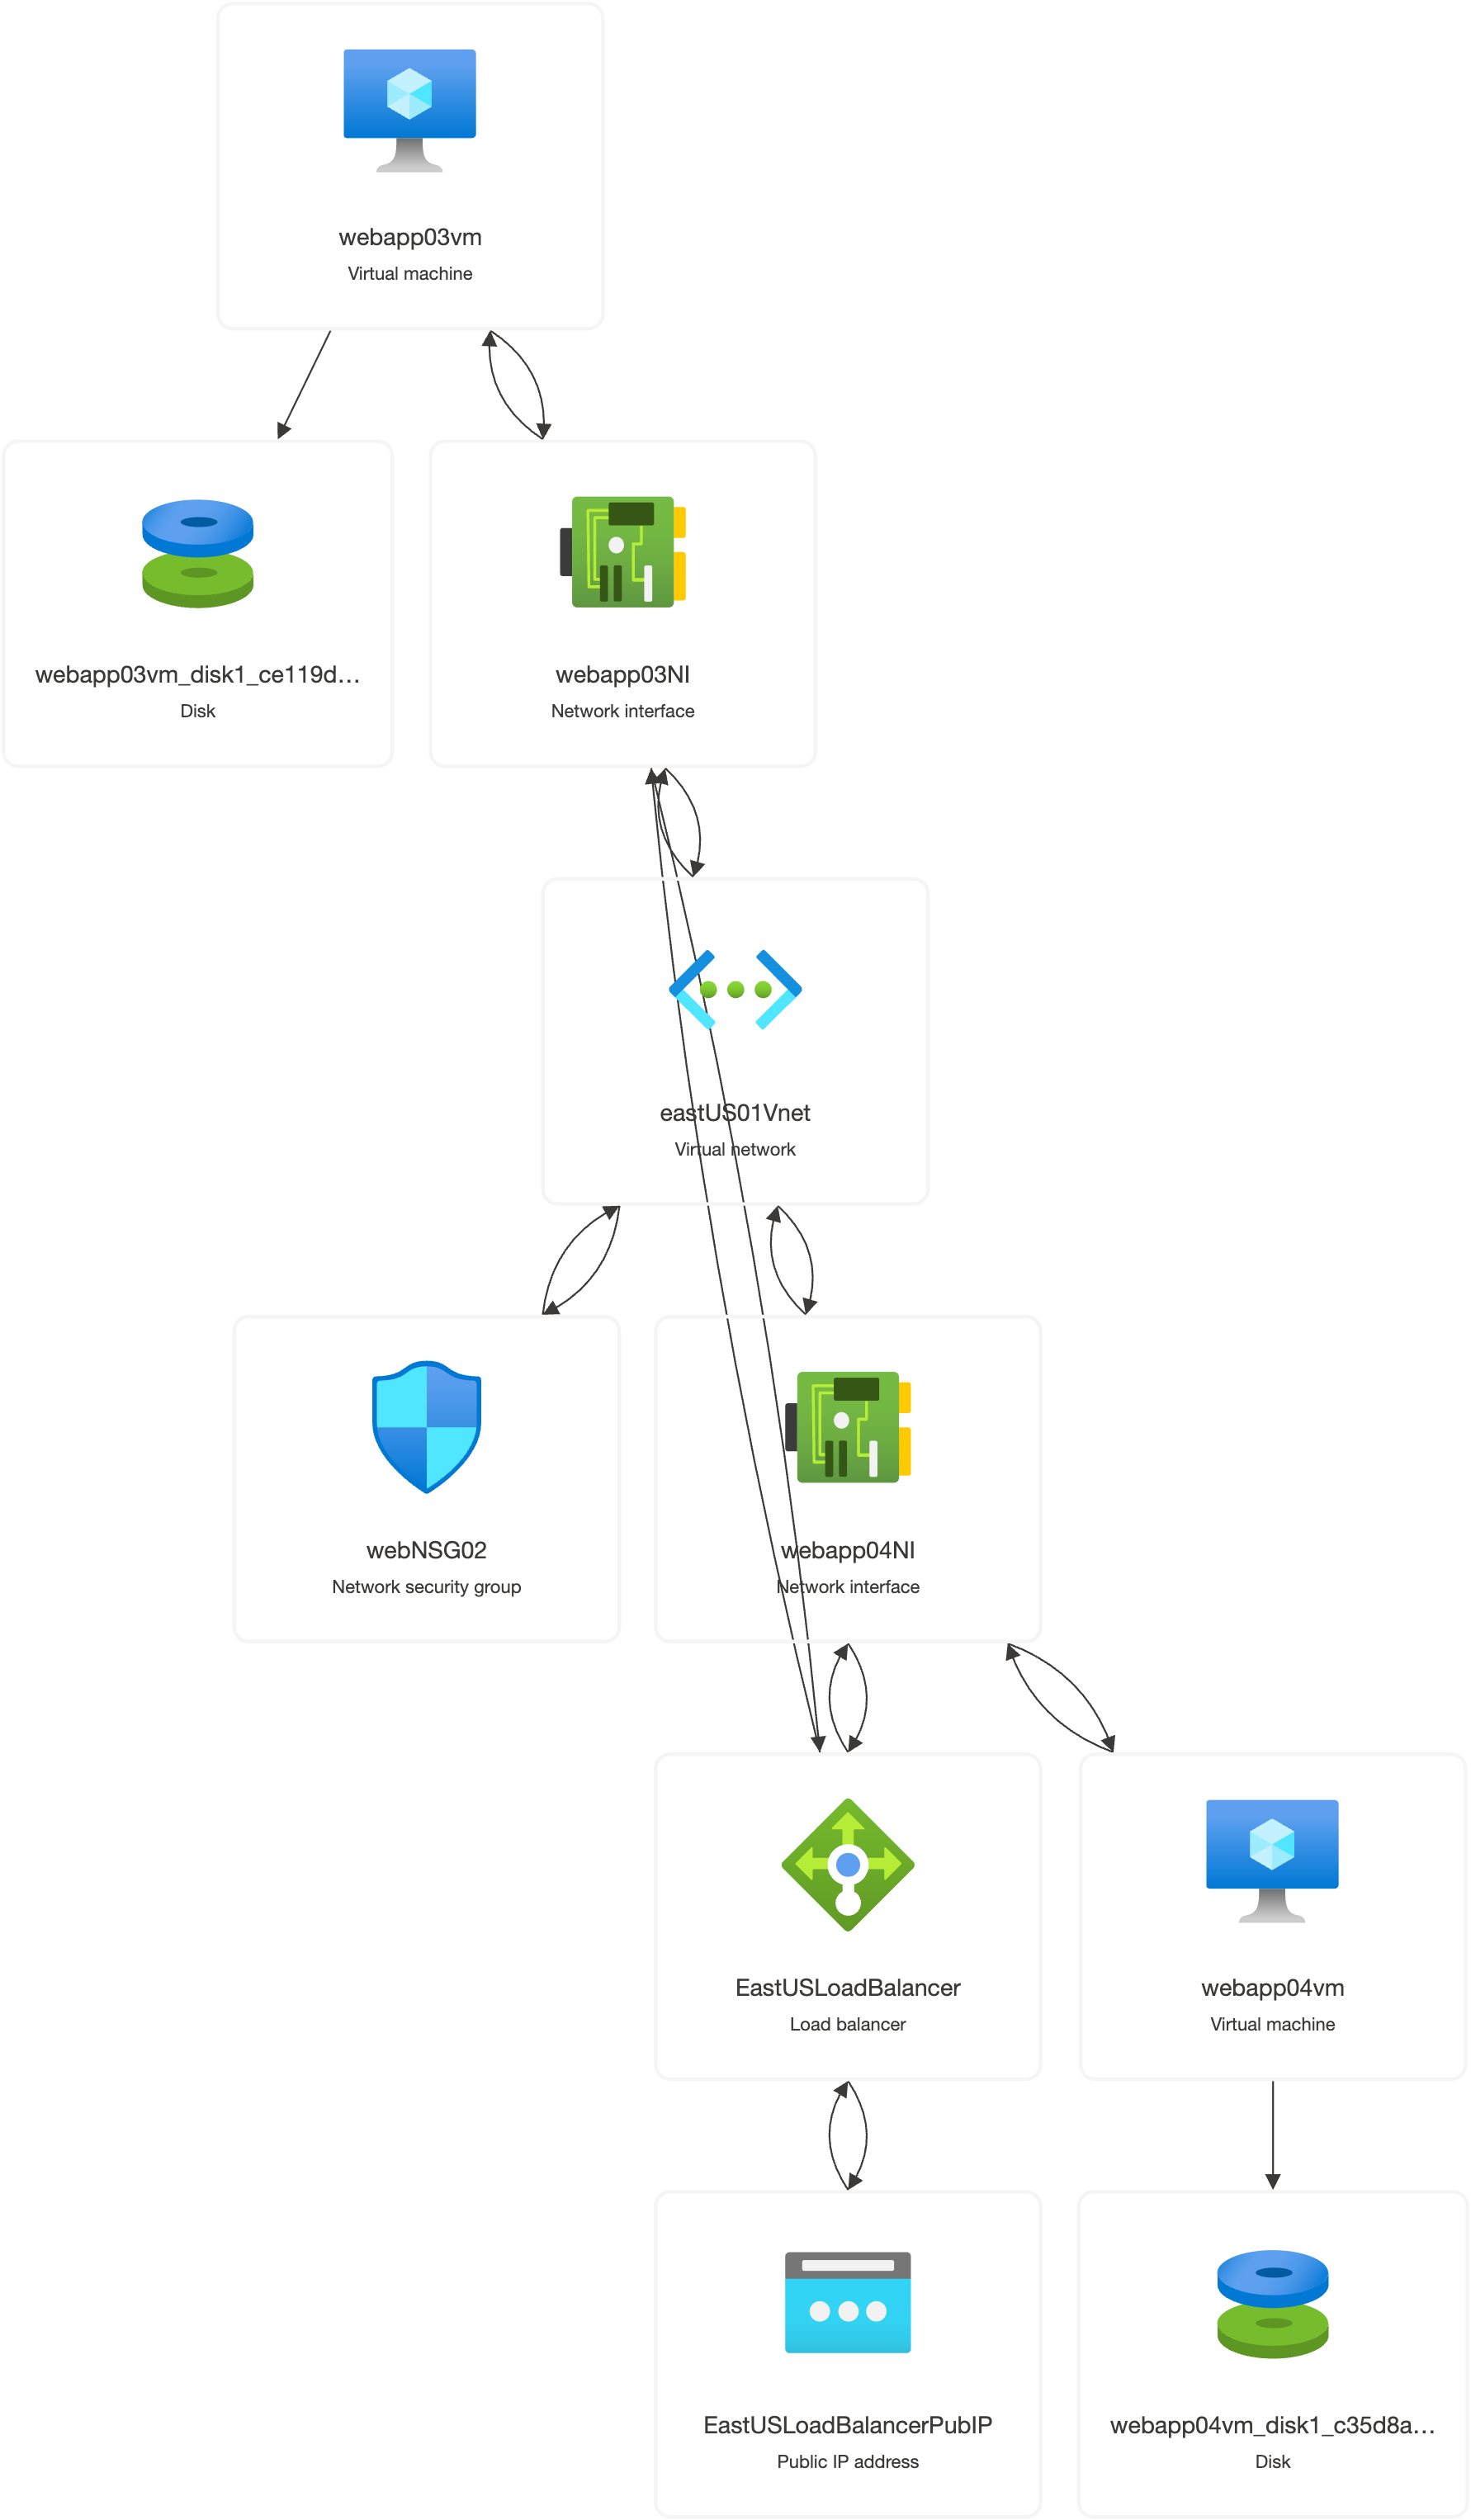 webapp03vm
Virtual machine
webapp03vm_disk1_ce119d...
Disk
webapp03NI
Network interface
eastUS01Vnet
Virtual network
webNSG02
Network security group
webapp04NI
Network interface
EastUSLoadBalancer
Load balancer
webapp04vm
Virtual machine
EastUSLoadBalancerPubIP
Public IP address
webapp04vm_disk1_c35d8a...
Disk